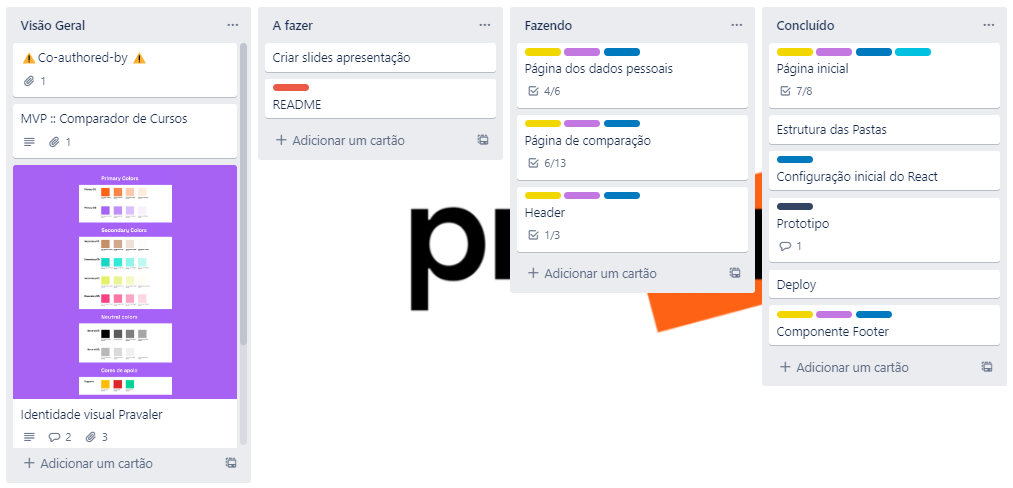 Visão Geral
⚠️ Co-authored-by ⚠️
1
MVP :: Comparador de Cursos
1
Primary Colors
Secondary Colors
Neutral colors
Cores de apoio
Identidade visual Pravaler
2
3
+ Adicionar um cartão
A fazer
Criar slides apresentação
README
+ Adicionar um cartão
Fazendo
Página dos dados pessoais
4/6
Página de comparação
6/13
Header
1/3
+ Adicionar um cartão
Concluído
Página inicial
7/8
Estrutura das Pastas
Configuração inicial do React
Prototipo
1
Deploy
Componente Footer
+ Adicionar um cartão